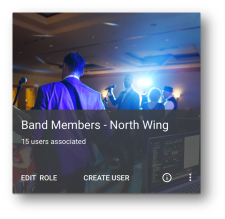 Band Members - North Wing
15 users associated
EDIT ROLE CREATE USER